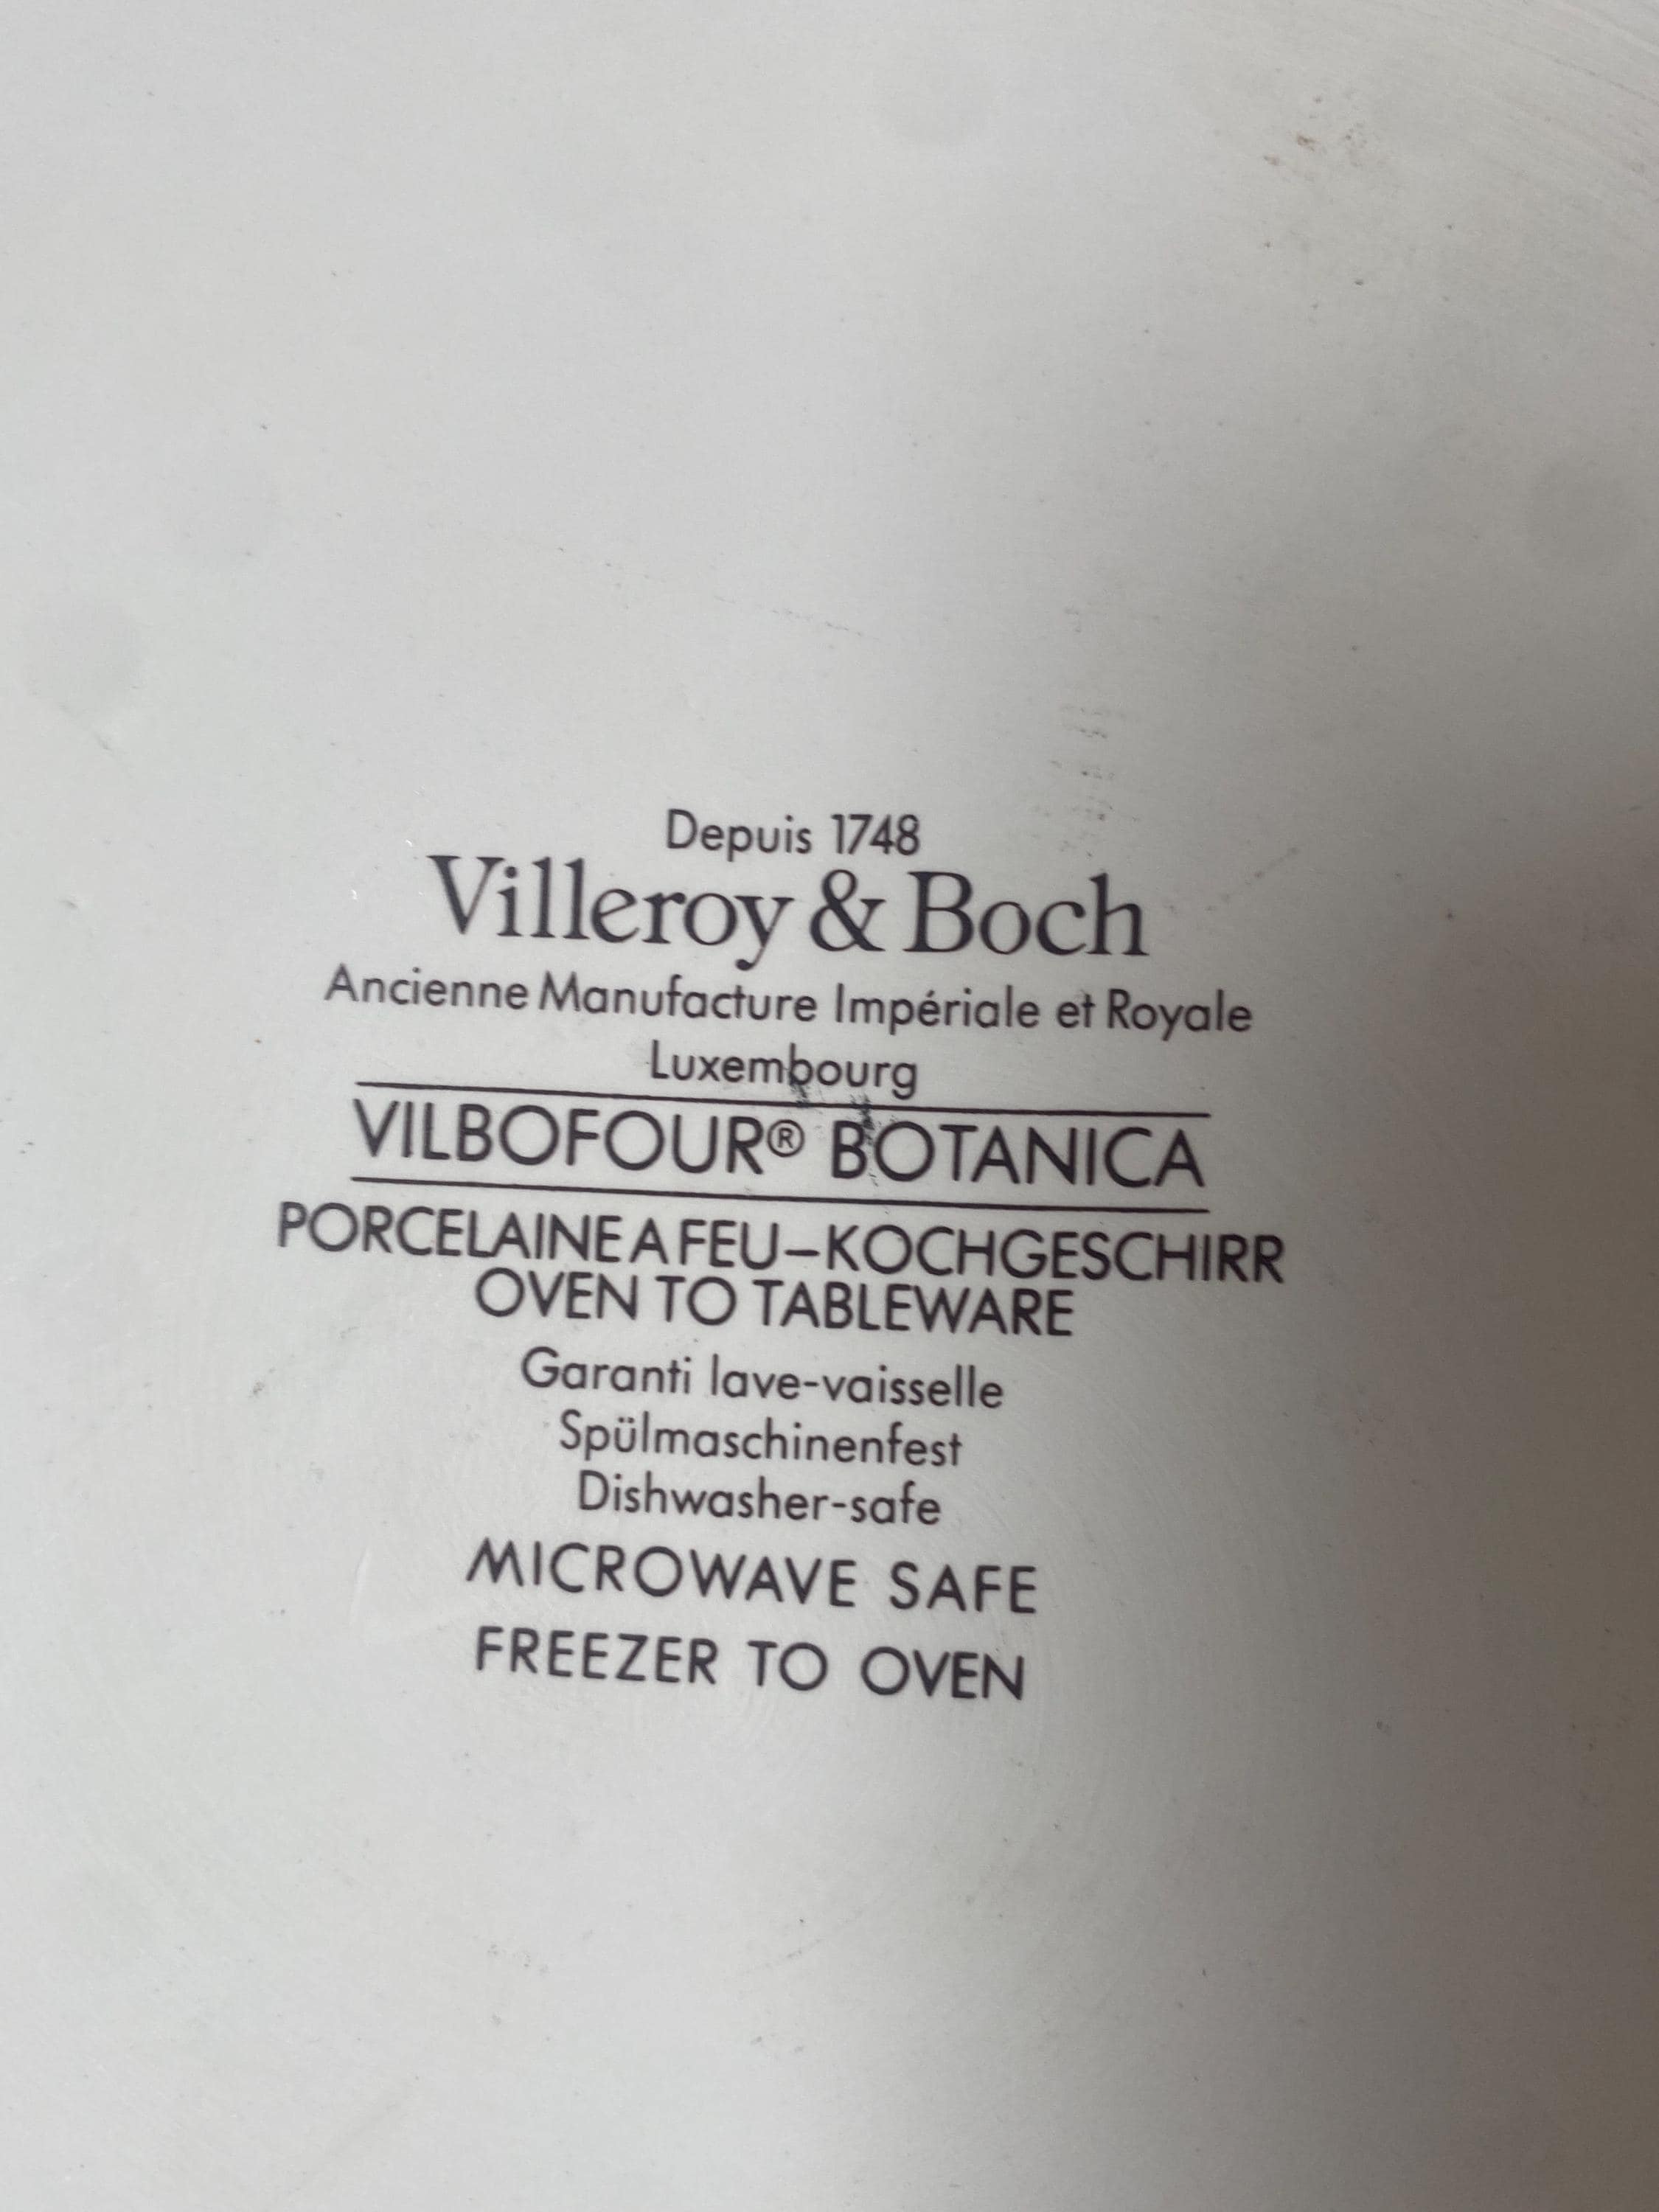 Depuis 1748
Villeroy & Boch
Ancienne Manufacture Impériale et Royale
Luxembourg
VILBOFOUR® BOTANICA
PORCELAINE A FEU–KOCHGESCHIRR
OVEN TO TABLEWARE
Garanti lave-vaisselle
Spülmaschinenfest
Dishwasher-safe
MICROWAVE SAFE
FREEZER TO OVEN